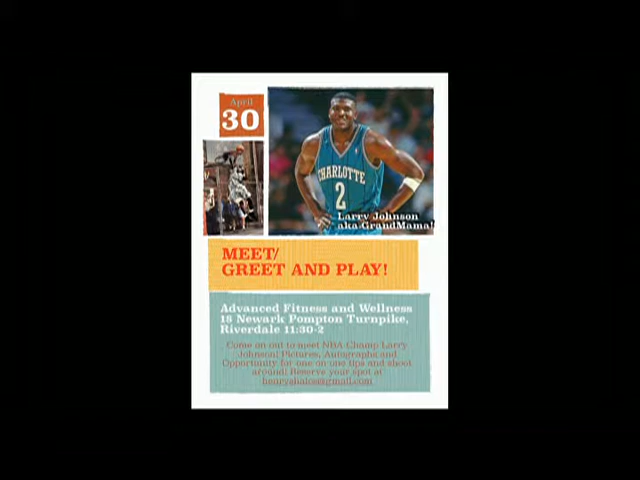 April
30
CHARLOTTE
2
Larry Johnson
aka GrandMama!!
MEET/
GREET AND PLAY!
Advanced Fitness and Wellness
18 Newark Pompton Turnpike,
Riverdale 11:30-2
Come on out to meet NBA Champ Larry
Johnson! Pictures, Autographs and
Opportunity for one on one tips and shoot
around! Reserve your spot at